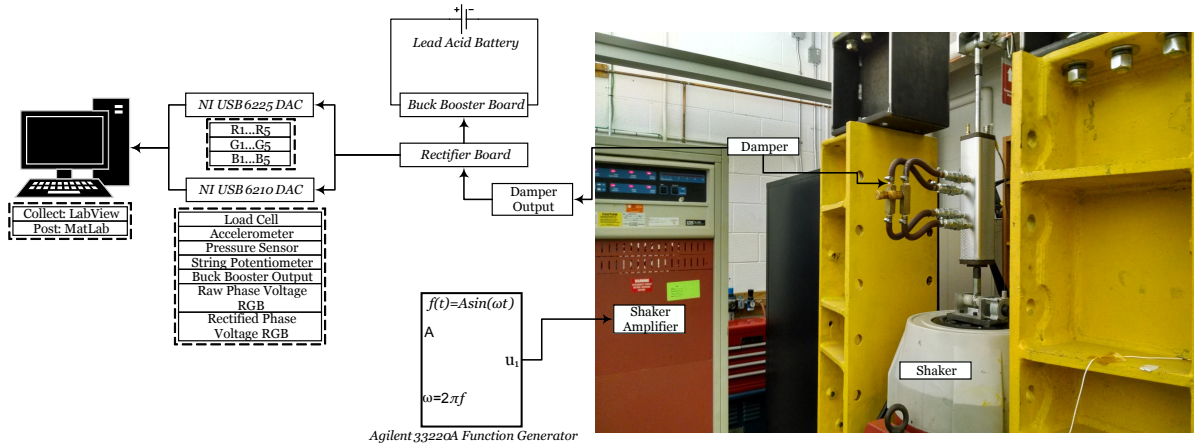 + −
Lead Acid Battery
Buck Booster Board
Rectifier Board
NI USB 6225 DAC
R1...R5
G1...G5
B1...B5
NI USB 6210 DAC
Collect: LabView
Post: MatLab
Load Cell
Accelerometer
Pressure Sensor
String Potentiometer
Buck Booster Output
Raw Phase Voltage
RGB
Rectified Phase
Voltage RGB
Damper
Output
Damper
f(t)=Asin(ωt)
A
u₁
ω=2πf
Agilent 33220A Function Generator
Shaker
Amplifier
Shaker